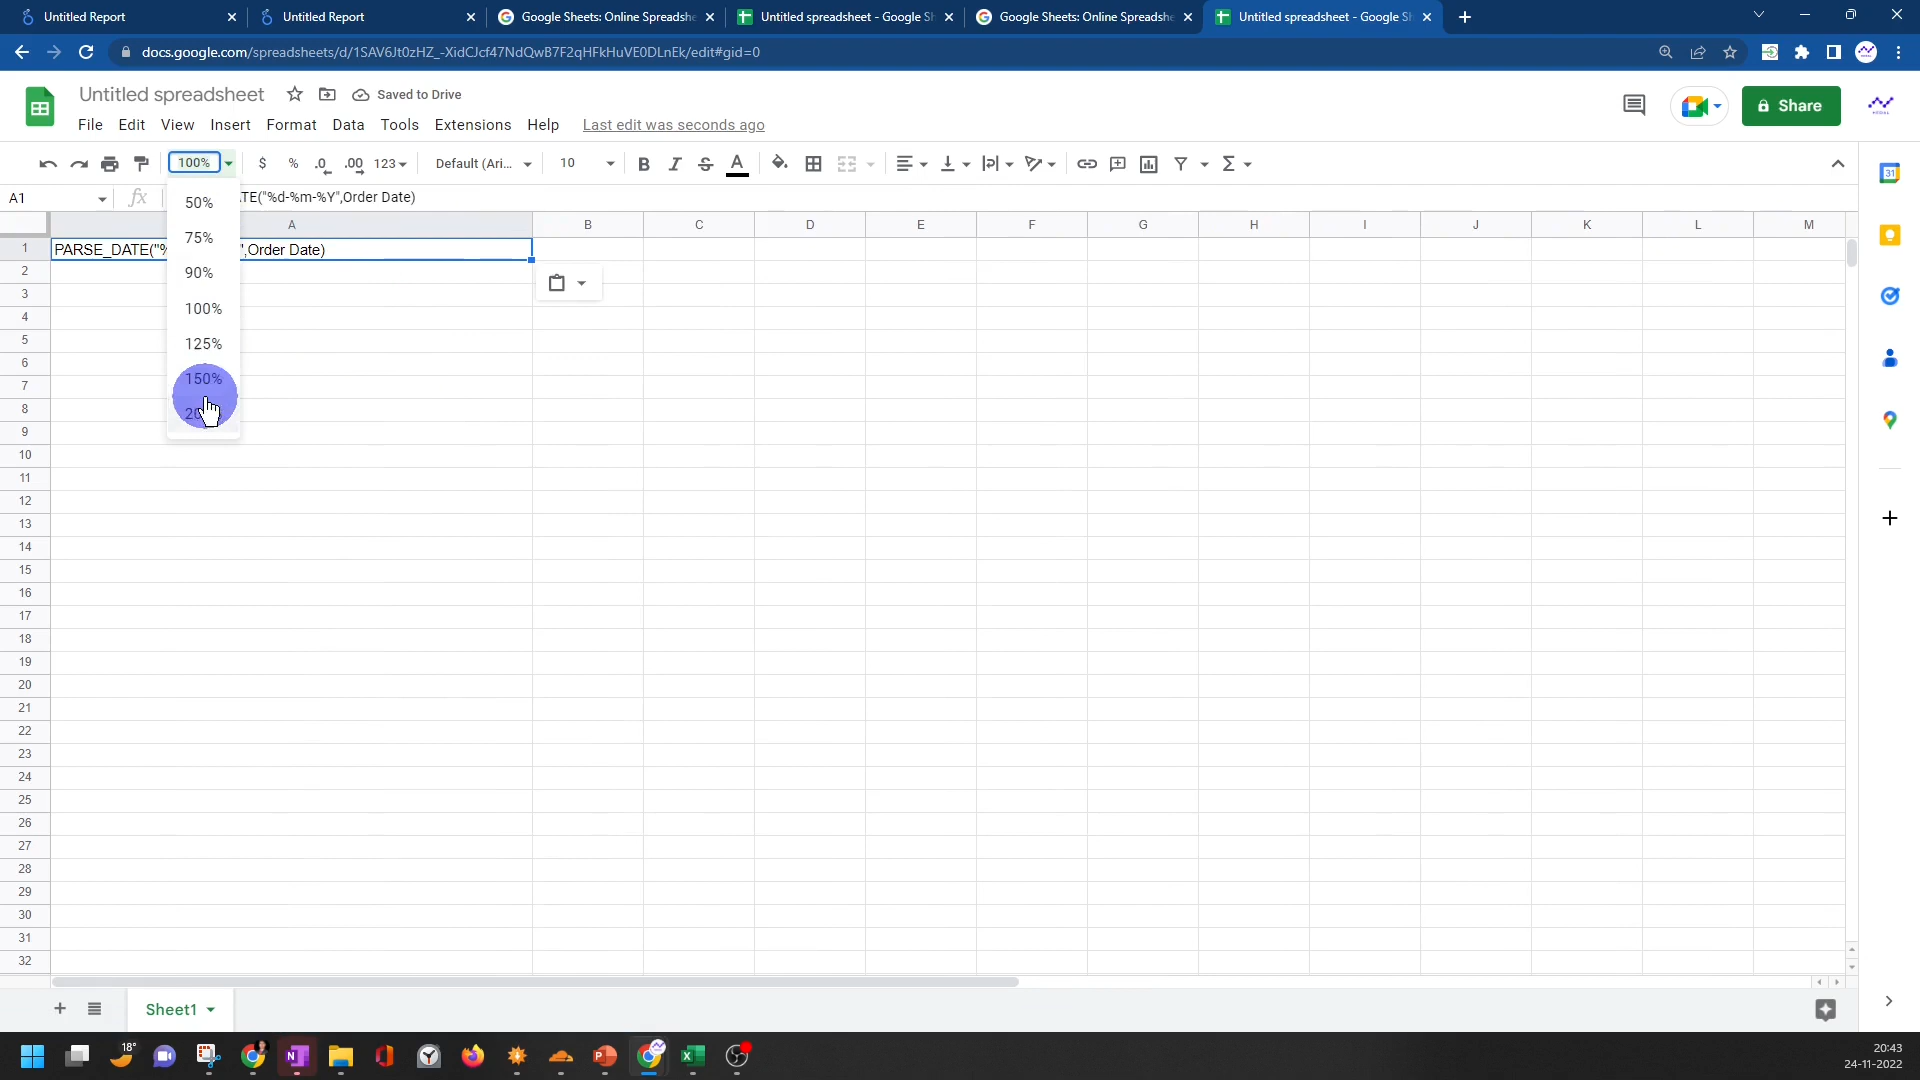 Untitled Report
Untitled Report
Google Sheets: Online Spreadshe
Untitled spreadsheet - Google Sh
Google Sheets: Online Spreadshe
Untitled spreadsheet - Google Sh
docs.google.com/spreadsheets/d/1SAV6Jt0zHZ_-XidCJcf47NdQwB7F2qHFkHuVE0DLnEk/edit#gid=0
Untitled spreadsheet
Saved to Drive
File Edit View Insert Format Data Tools Extensions Help Last edit was seconds ago
Share
100% $ % .0 .00 123 Default (Ari... 10 B I S A
A1 fx TE("%d-%m-%Y",Order Date)
A B C D E F G H I J K L M
1 PARSE_DATE("% ",Order Date)
50%
75%
90%
100%
125%
150%
2
3
4
5
6
7
8
9
10
11
12
13
14
15
16
17
18
19
20
21
22
23
24
25
26
27
28
29
30
31
32
Sheet1
31
18°
20:43
24-11-2022